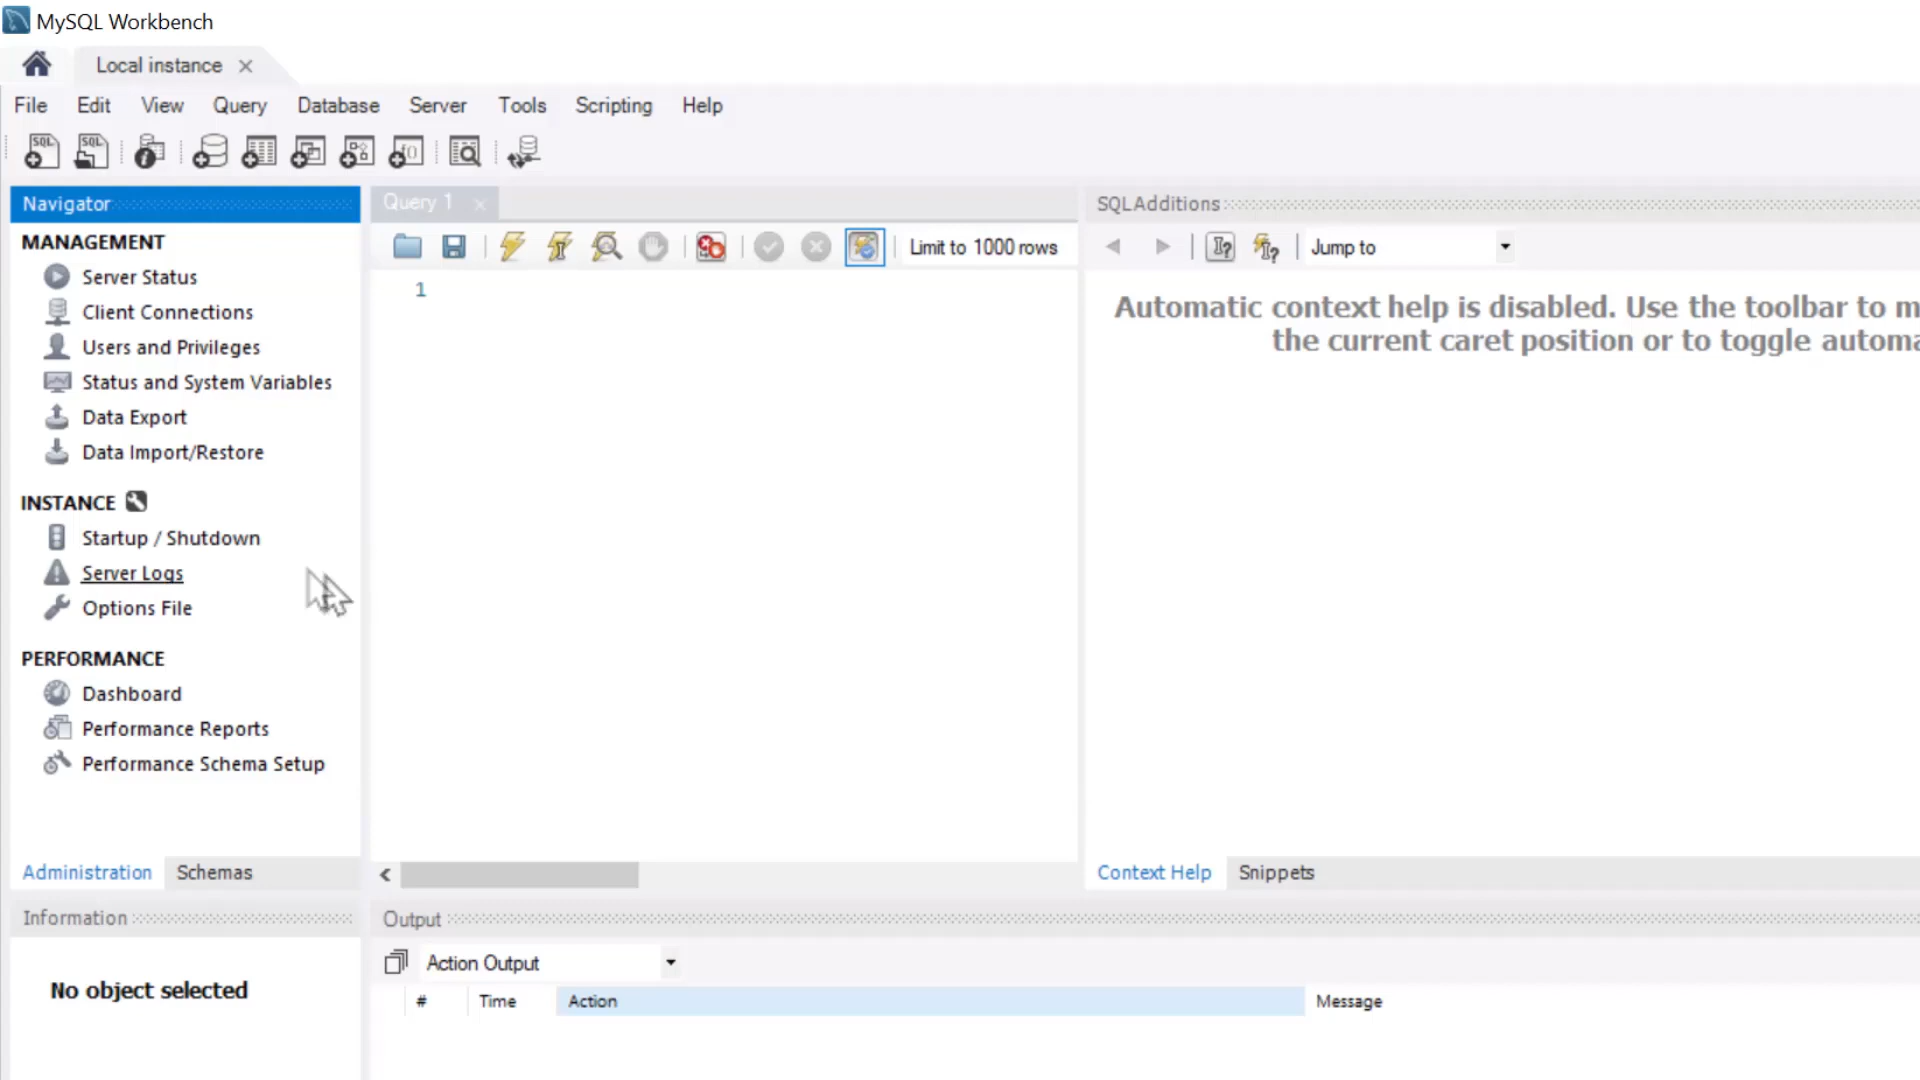 MySQL Workbench
Local instance
File Edit View Query Database Server Tools Scripting Help
SQL SQL
Navigator
MANAGEMENT
Server Status
Client Connections
Users and Privileges
Status and System Variables
Data Export
Data Import/Restore
INSTANCE
Startup / Shutdown
Server Logs
Options File
PERFORMANCE
Dashboard
Performance Reports
Performance Schema Setup
Administration Schemas
Information
No object selected
Query 1
Limit to 1000 rows
1
SQLAdditions
Jump to
Automatic context help is disabled. Use the toolbar to m
the current caret position or to toggle automa
Context Help Snippets
Output
Action Output
# Time Action Message